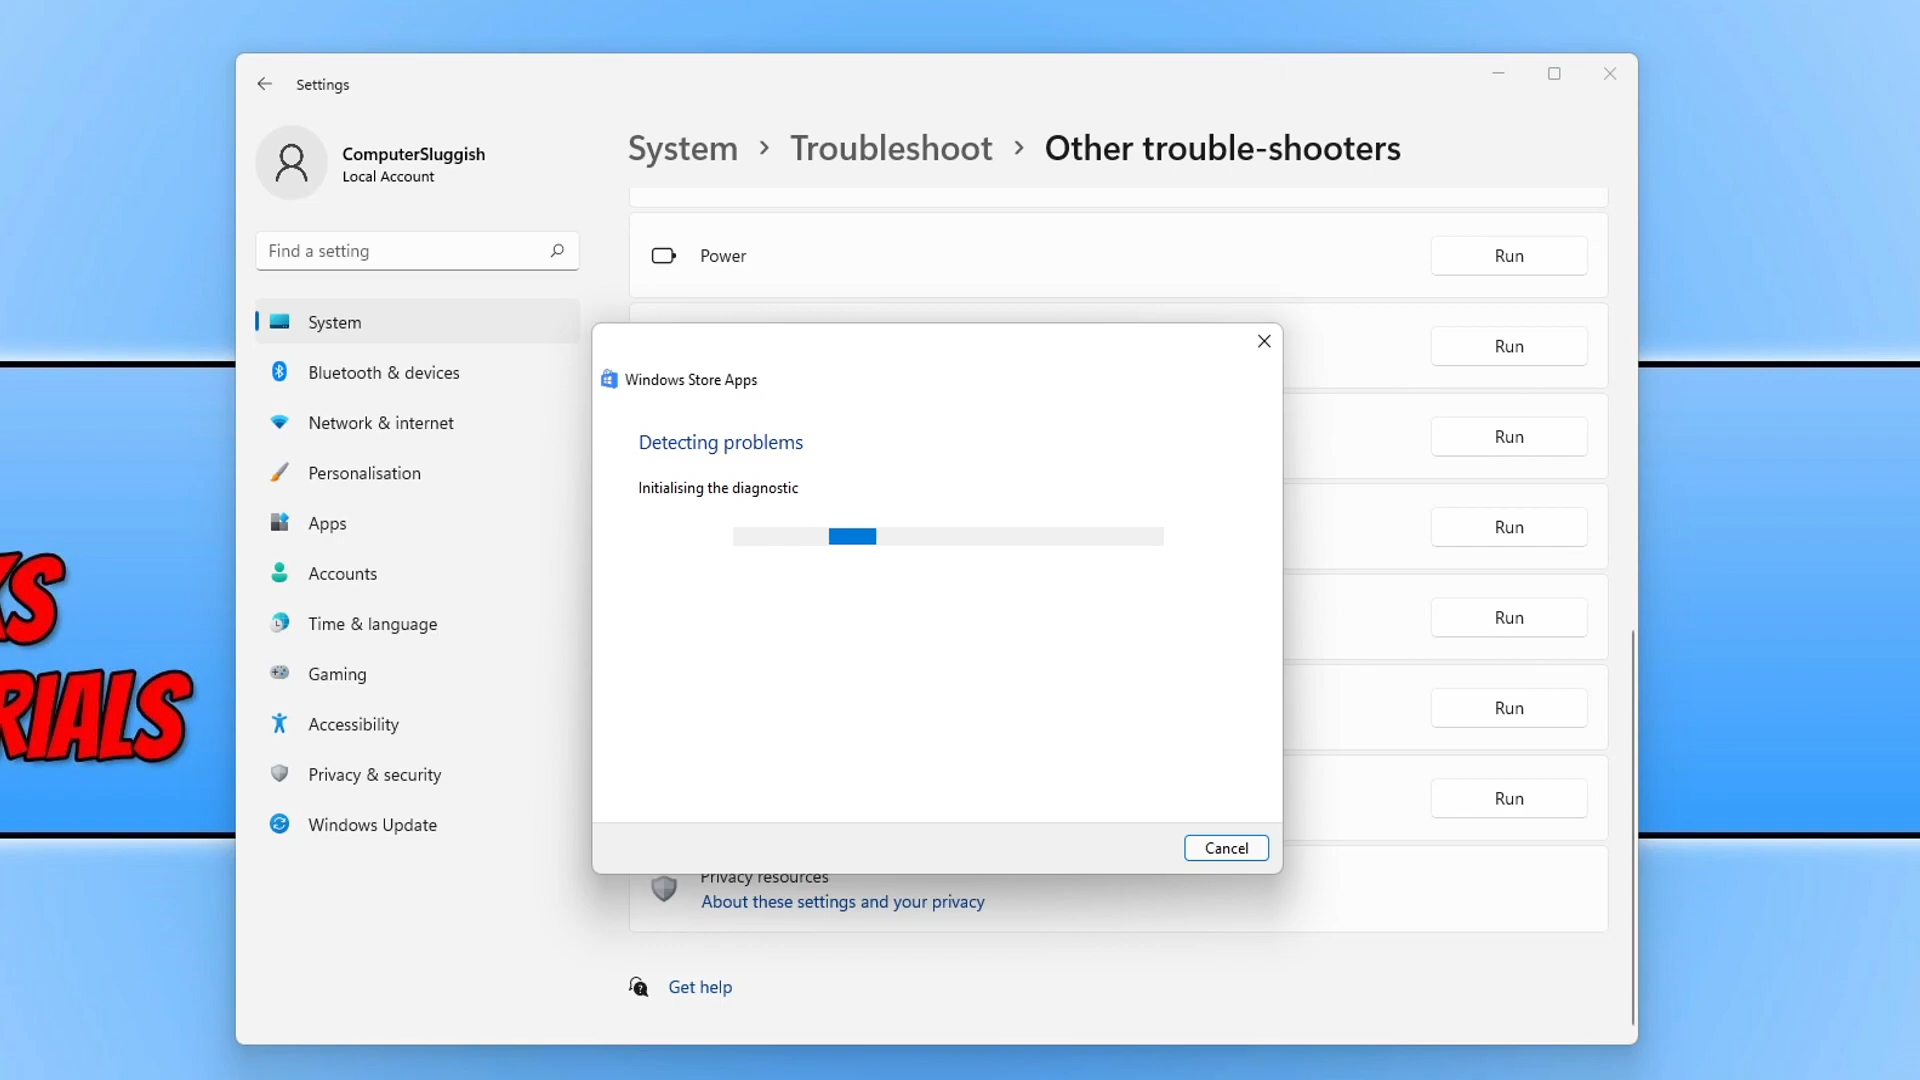 Settings
ComputerSluggish
Local Account
Find a setting
System
Bluetooth & devices
Network & internet
Personalisation
Apps
Accounts
Time & language
Gaming
Accessibility
Privacy & security
Windows Update
System > Troubleshoot > Other trouble-shooters
Power
Run
Run
Run
Run
Run
Run
Run
Windows Store Apps
Detecting problems
Initialising the diagnostic
Cancel
Privacy resources
About these settings and your privacy
Get help
KS
RIALS